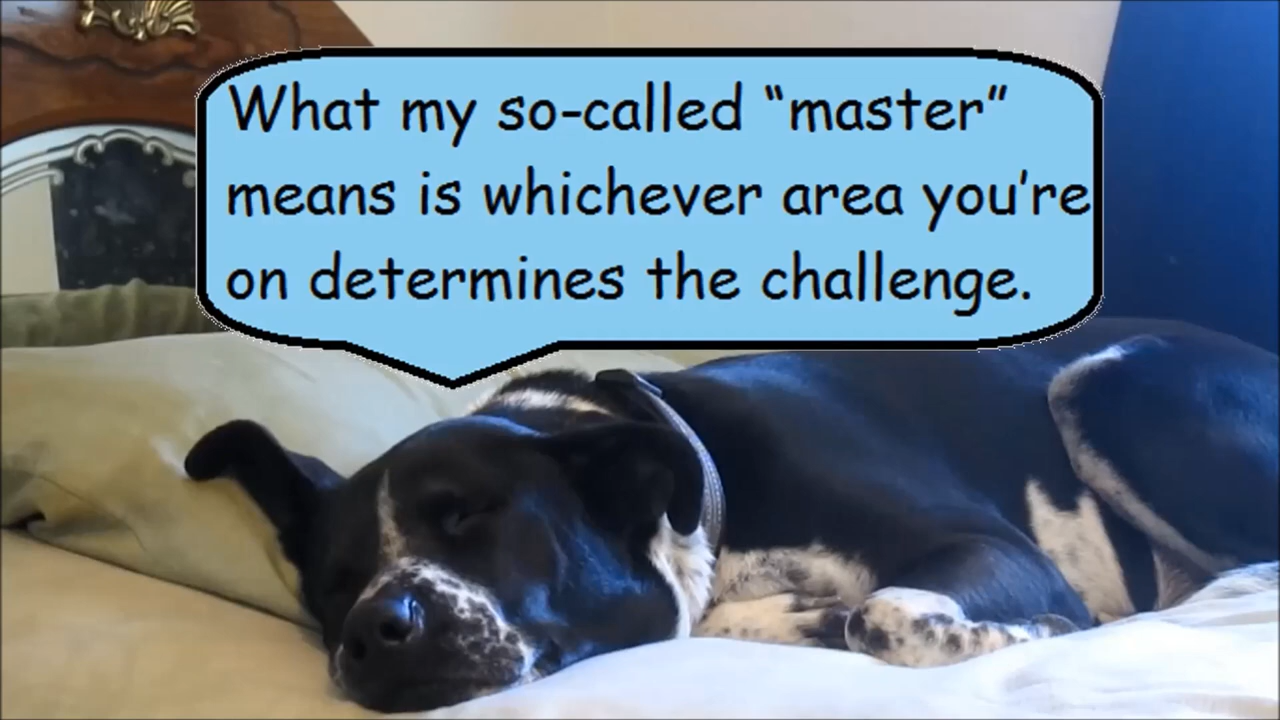 What my so-called “master”
means is whichever area you’re
on determines the challenge.